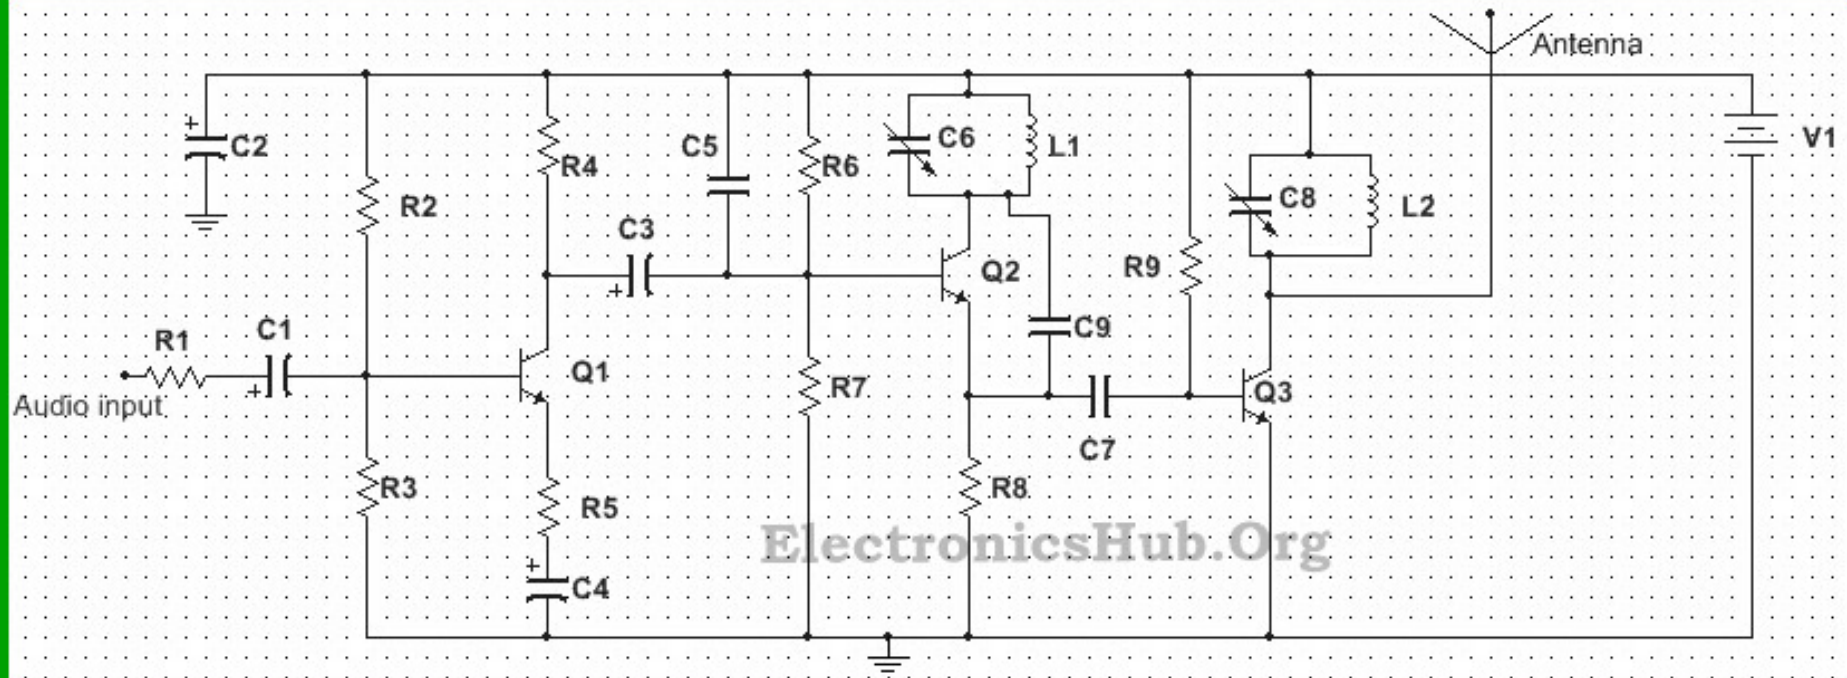 Antenna
C2
R2
R4
C5
R6
C6
L1
C8
L2
V1
C3
Q2
R9
R1
C1
C9
Audio input
Q1
R7
Q3
C7
R3
R5
R8
C4
ElectronicsHub.Org
+
+
+
+